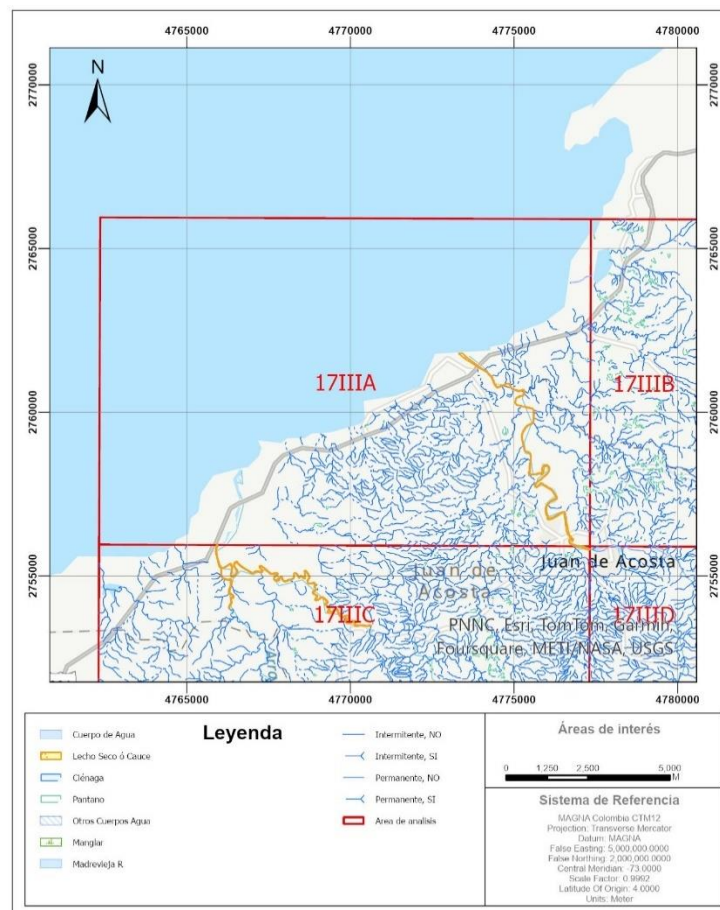 4765000 4770000 4775000 4780000
N
2770000 2770000
2765000 2765000
17IIIA 17IIIB
2760000 2760000
Juan de Acosta
2755000 2755000
Juan de
Acosta
17IIIC 17IIID
PNNC, Esri, TomTom, Garmin,
Foursquare, METI/NASA, USGS
4765000 4770000 4775000 4780000
Leyenda
Cuerpo de Agua
Lecho Seco ó Cauce
Ciénaga
Pantano
Otros Cuerpos Agua
Manglar
Madrevieja R
Intermitente, NO
Intermitente, SI
Permanente, NO
Permanente, SI
Area de analisis
Áreas de interés
0 1,250 2,500 5,000
M
Sistema de Referencia
MAGNA Colombia CTM12
Projection: Transverse Mercator
Datum: MAGNA
False Easting: 5,000,000.0000
False Northing: 2,000,000.0000
Central Meridian: -73.0000
Scale Factor: 0.9992
Latitude Of Origin: 4.0000
Units: Meter